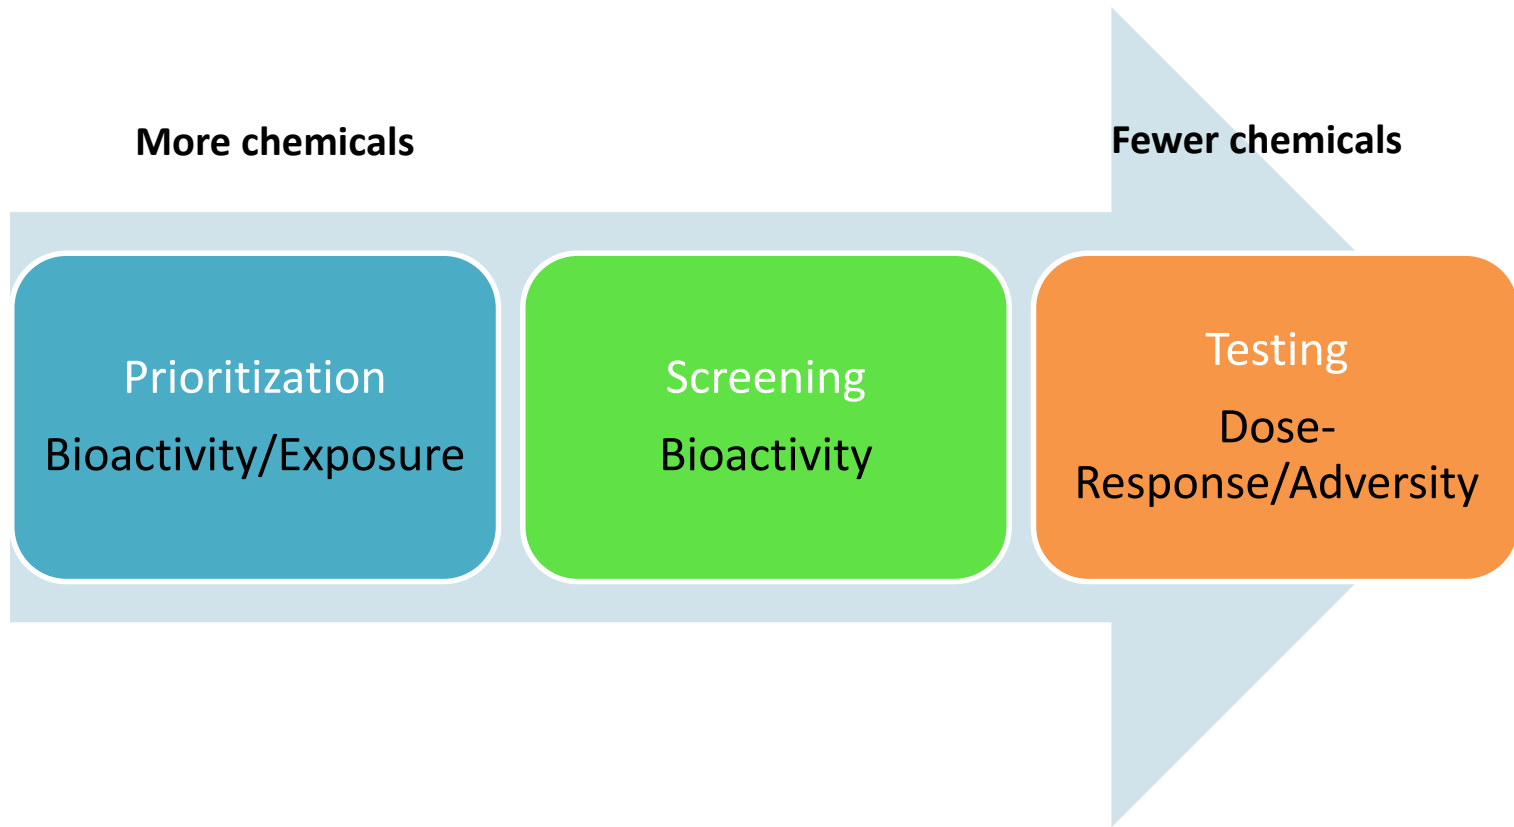 More chemicals
Fewer chemicals
Prioritization
Bioactivity/Exposure
Screening
Bioactivity
Testing
Dose-
Response/Adversity